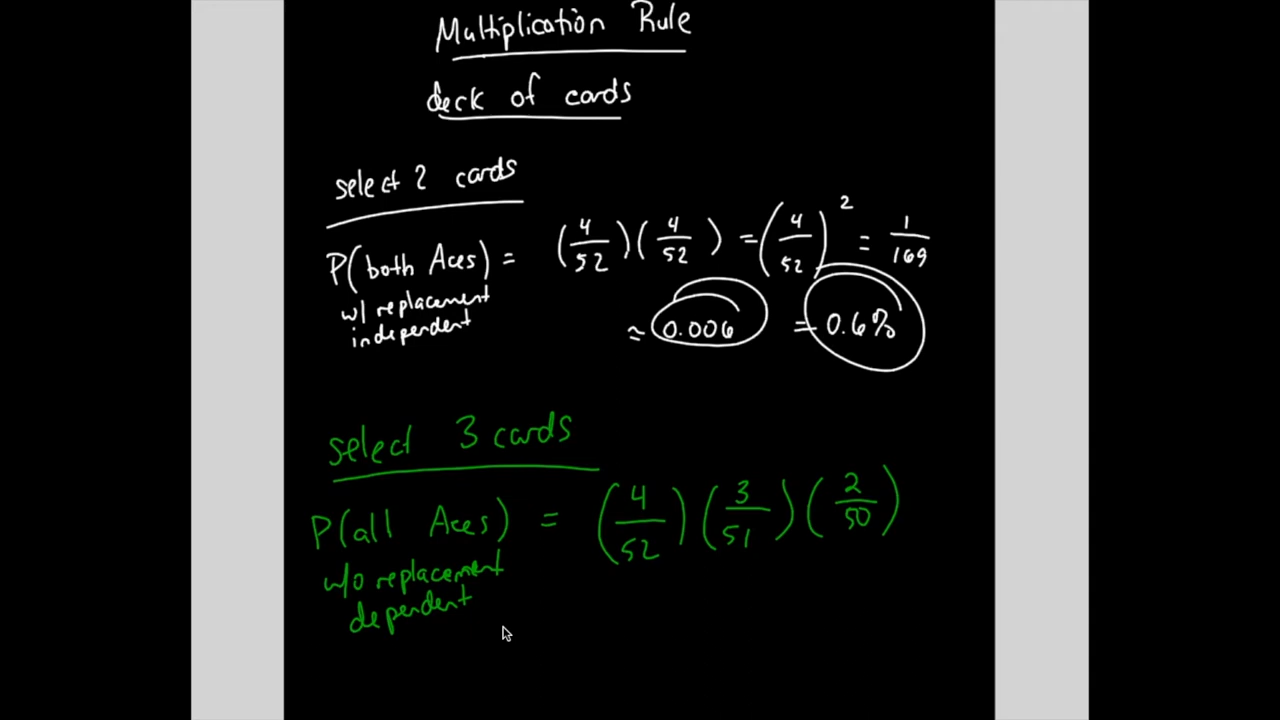 Multiplication Rule
deck of cards
select 2 cards
P(both Aces) = (4/52)(4/52) = (4/52)² = 1/169
w/ replacement
independent
≈ 0.006 = 0.6%
select 3 cards
P(all Aces) = (4/52)(3/51)(2/50)
w/o replacement
dependent